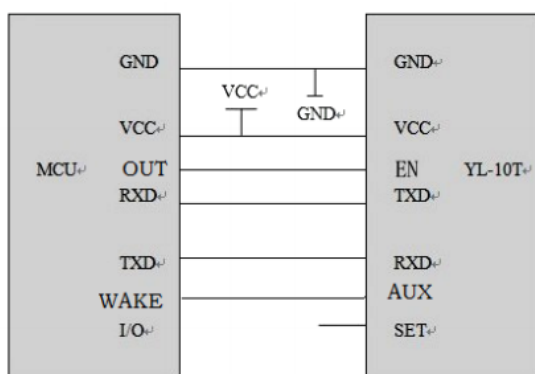 GND GND
VCC
GND
VCC VCC
MCU OUT EN YL-10T
RXD TXD
TXD RXD
WAKE AUX
I/O SET